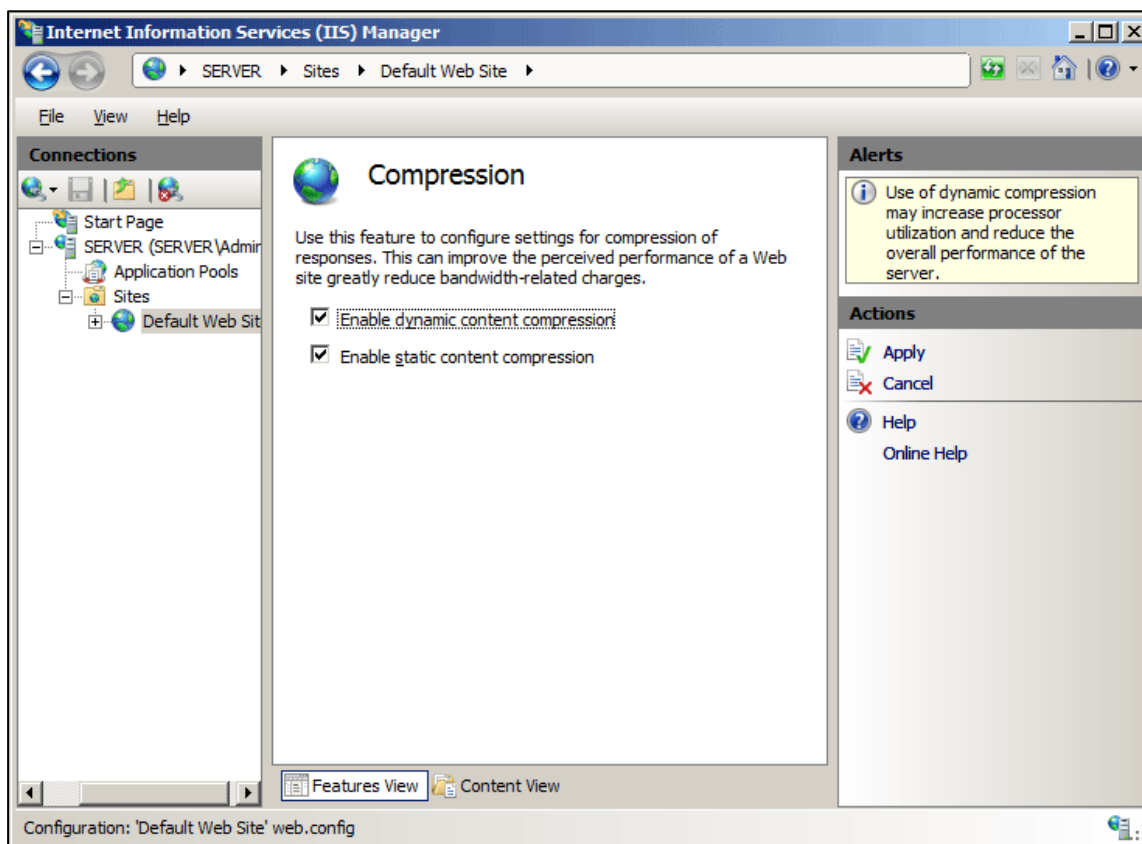 Internet Information Services (IIS) Manager
SERVER Sites Default Web Site
File View Help
Connections
Start Page
SERVER (SERVER\Admir
Application Pools
Sites
Default Web Sit
Compression
Use this feature to configure settings for compression of
responses. This can improve the perceived performance of a Web
site greatly reduce bandwidth-related charges.
Enable dynamic content compression
Enable static content compression
Features View Content View
Alerts
Use of dynamic compression
may increase processor
utilization and reduce the
overall performance of the
server.
Actions
Apply
Cancel
Help
Online Help
Configuration: 'Default Web Site' web.config